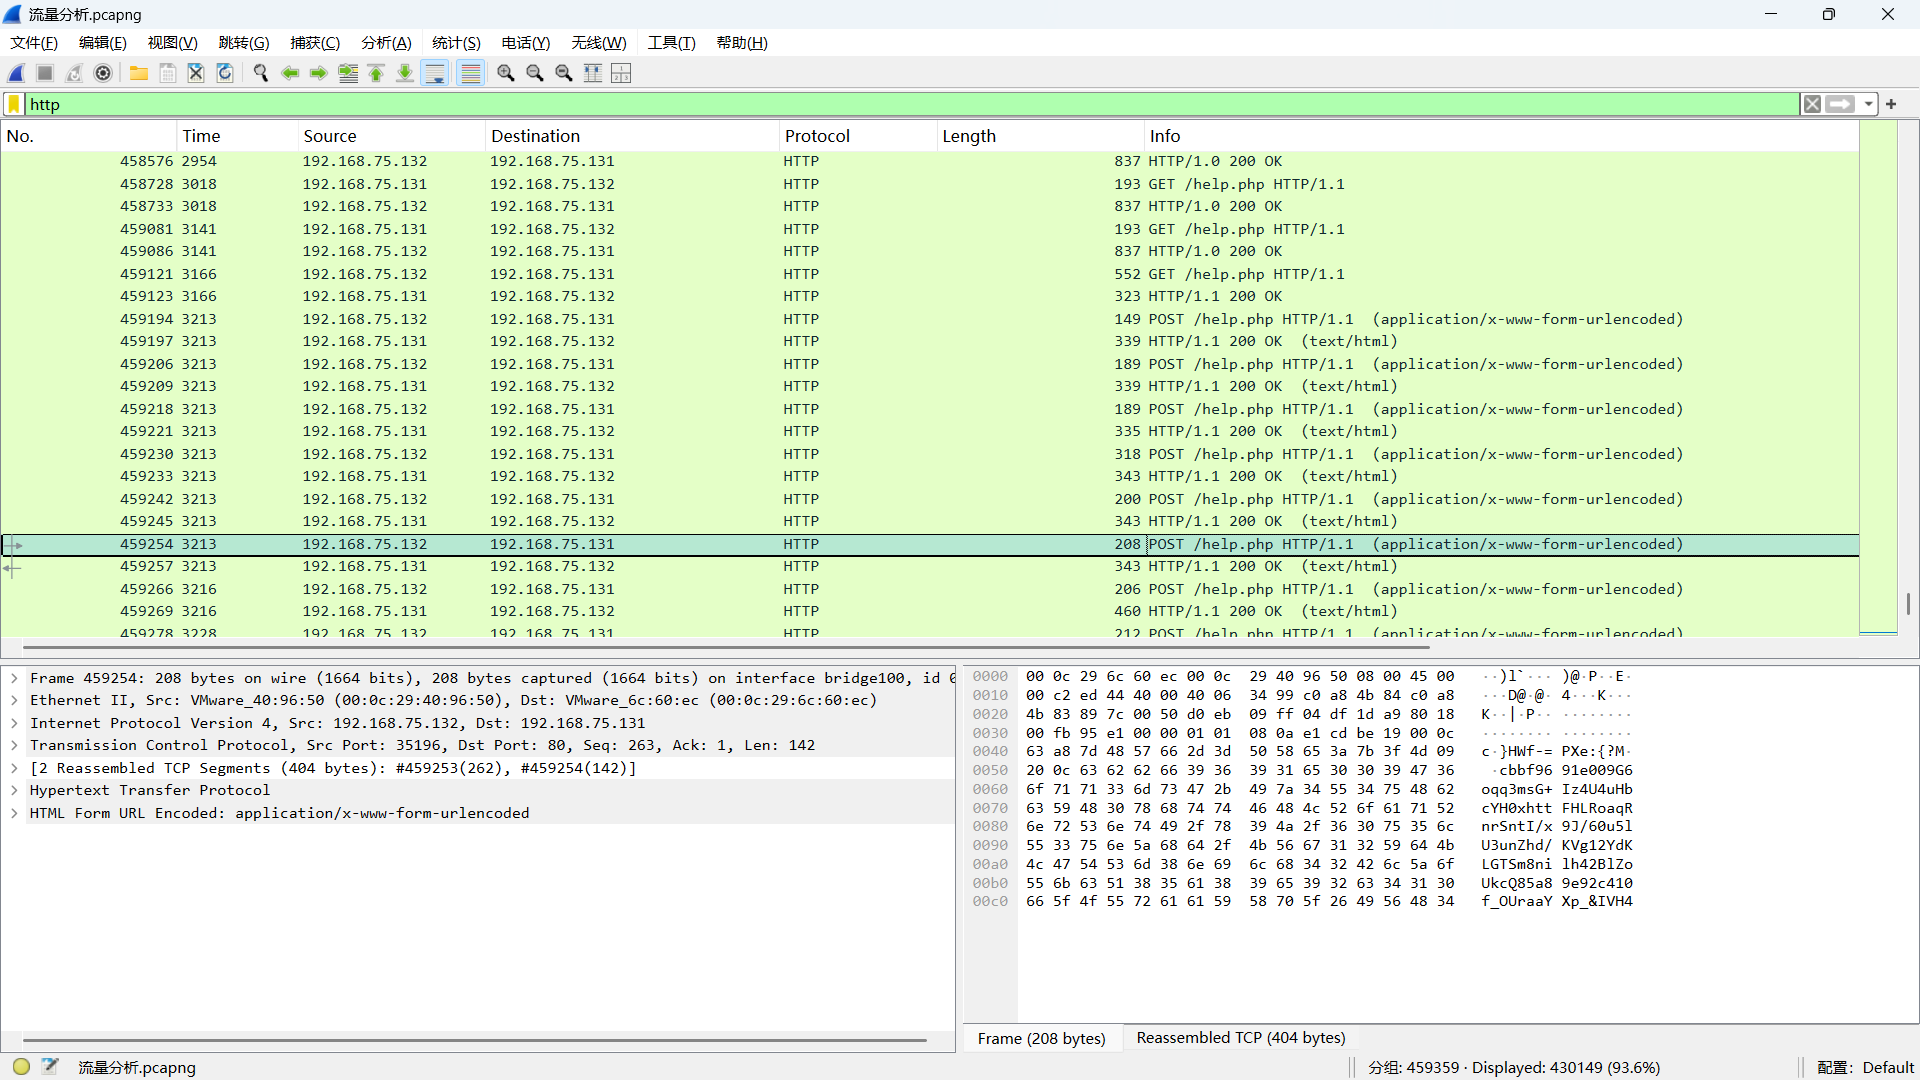 流量分析.pcapng
文件(F) 编辑(E) 视图(V) 跳转(G) 捕获(C) 分析(A) 统计(S) 电话(Y) 无线(W) 工具(T) 帮助(H)
http
No. Time Source Destination Protocol Length Info
458576 2954 192.168.75.132 192.168.75.131 HTTP 837 HTTP/1.0 200 OK
458728 3018 192.168.75.131 192.168.75.132 HTTP 193 GET /help.php HTTP/1.1
458733 3018 192.168.75.132 192.168.75.131 HTTP 837 HTTP/1.0 200 OK
459081 3141 192.168.75.131 192.168.75.132 HTTP 193 GET /help.php HTTP/1.1
459086 3141 192.168.75.132 192.168.75.131 HTTP 837 HTTP/1.0 200 OK
459121 3166 192.168.75.132 192.168.75.131 HTTP 552 GET /help.php HTTP/1.1
459123 3166 192.168.75.131 192.168.75.132 HTTP 323 HTTP/1.1 200 OK
459194 3213 192.168.75.132 192.168.75.131 HTTP 149 POST /help.php HTTP/1.1 (application/x-www-form-urlencoded)
459197 3213 192.168.75.131 192.168.75.132 HTTP 339 HTTP/1.1 200 OK (text/html)
459206 3213 192.168.75.132 192.168.75.131 HTTP 189 POST /help.php HTTP/1.1 (application/x-www-form-urlencoded)
459209 3213 192.168.75.131 192.168.75.132 HTTP 339 HTTP/1.1 200 OK (text/html)
459218 3213 192.168.75.132 192.168.75.131 HTTP 189 POST /help.php HTTP/1.1 (application/x-www-form-urlencoded)
459221 3213 192.168.75.131 192.168.75.132 HTTP 335 HTTP/1.1 200 OK (text/html)
459230 3213 192.168.75.132 192.168.75.131 HTTP 318 POST /help.php HTTP/1.1 (application/x-www-form-urlencoded)
459233 3213 192.168.75.131 192.168.75.132 HTTP 343 HTTP/1.1 200 OK (text/html)
459242 3213 192.168.75.132 192.168.75.131 HTTP 200 POST /help.php HTTP/1.1 (application/x-www-form-urlencoded)
459245 3213 192.168.75.131 192.168.75.132 HTTP 343 HTTP/1.1 200 OK (text/html)
459254 3213 192.168.75.132 192.168.75.131 HTTP 208 POST /help.php HTTP/1.1 (application/x-www-form-urlencoded)
459257 3213 192.168.75.131 192.168.75.132 HTTP 343 HTTP/1.1 200 OK (text/html)
459266 3216 192.168.75.132 192.168.75.131 HTTP 206 POST /help.php HTTP/1.1 (application/x-www-form-urlencoded)
459269 3216 192.168.75.131 192.168.75.132 HTTP 460 HTTP/1.1 200 OK (text/html)
459278 3228 192.168.75.132 192.168.75.131 HTTP 212 POST /help.php HTTP/1.1 (application/x-www-form-urlencoded)
Frame 459254: 208 bytes on wire (1664 bits), 208 bytes captured (1664 bits) on interface bridge100, id 0
Ethernet II, Src: VMware_40:96:50 (00:0c:29:40:96:50), Dst: VMware_6c:60:ec (00:0c:29:6c:60:ec)
Internet Protocol Version 4, Src: 192.168.75.132, Dst: 192.168.75.131
Transmission Control Protocol, Src Port: 35196, Dst Port: 80, Seq: 263, Ack: 1, Len: 142
[2 Reassembled TCP Segments (404 bytes): #459253(262), #459254(142)]
Hypertext Transfer Protocol
HTML Form URL Encoded: application/x-www-form-urlencoded
0000 00 0c 29 6c 60 ec 00 0c 29 40 96 50 08 00 45 00 ··)l`··· )@·P··E·
0010 00 c2 ed 44 40 00 40 06 34 99 c0 a8 4b 84 c0 a8 ···D@·@· 4···K···
0020 4b 83 89 7c 00 50 d0 eb 09 ff 04 df 1d a9 80 18 K··|·P·· ········
0030 00 fb 95 e1 00 00 01 01 08 0a e1 cd be 19 00 0c ········ ········
0040 63 a8 7d 48 57 66 2d 3d 50 58 65 3a 7b 3f 4d 09 c·}HWf-= PXe:{?M·
0050 20 0c 63 62 62 66 39 36 39 31 65 30 30 39 47 36  ·cbbf96 91e009G6
0060 6f 71 71 33 6d 73 47 2b 49 7a 34 55 34 75 48 62 oqq3msG+ Iz4U4uHb
0070 63 59 48 30 78 68 74 74 46 48 4c 52 6f 61 71 52 cYH0xhtt FHLRoaqR
0080 6e 72 53 6e 74 49 2f 78 39 4a 2f 36 30 75 35 6c nrSntI/x 9J/60u5l
0090 55 33 75 6e 5a 68 64 2f 4b 56 67 31 32 59 64 4b U3unZhd/ KVg12YdK
00a0 4c 47 54 53 6d 38 6e 69 6c 68 34 32 42 6c 5a 6f LGTSm8ni lh42BlZo
00b0 55 6b 63 51 38 35 61 38 39 65 39 32 63 34 31 30 UkcQ85a8 9e92c410
00c0 66 5f 4f 55 72 61 61 59 58 70 5f 26 49 56 48 34 f_OUraaY Xp_&IVH4
Frame (208 bytes) Reassembled TCP (404 bytes)
流量分析.pcapng 分组: 459359 · Displayed: 430149 (93.6%) 配置: Default